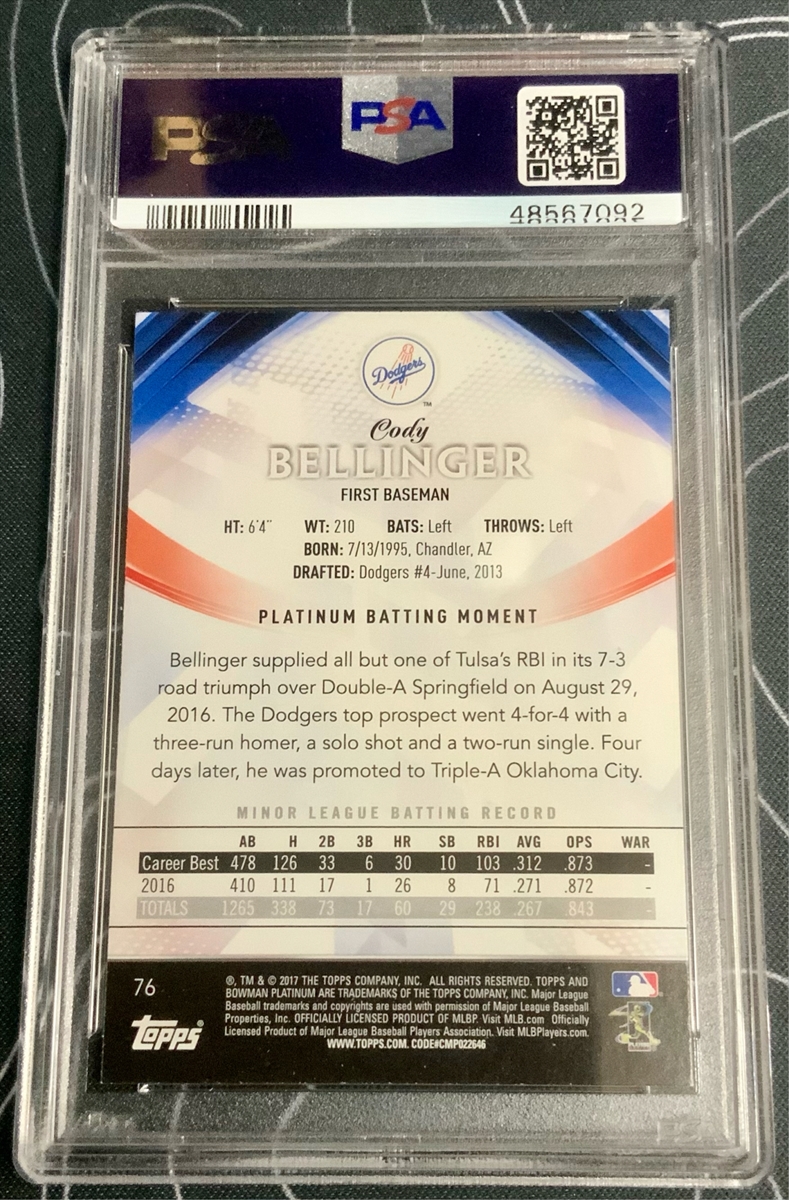 PSA PSA
48567092
Dodgers
TM
Cody
BELLINGER
FIRST BASEMAN
HT: 6'4" WT: 210 BATS: Left THROWS: Left
BORN: 7/13/1995, Chandler, AZ
DRAFTED: Dodgers #4-June, 2013
PLATINUM BATTING MOMENT
Bellinger supplied all but one of Tulsa's RBI in its 7-3
road triumph over Double-A Springfield on August 29,
2016. The Dodgers top prospect went 4-for-4 with a
three-run homer, a solo shot and a two-run single. Four
days later, he was promoted to Triple-A Oklahoma City.
MINOR LEAGUE BATTING RECORD
AB H 2B 3B HR SB RBI AVG OPS WAR
Career Best 478 126 33 6 30 10 103 .312 .873 -
2016 410 111 17 1 26 8 71 .271 .872 -
TOTALS 1265 338 73 17 60 29 238 .267 .843 -
76
topps
®, TM & © 2017 THE TOPPS COMPANY, INC. ALL RIGHTS RESERVED. TOPPS AND
BOWMAN PLATINUM ARE TRADEMARKS OF THE TOPPS COMPANY, INC. Major League
Baseball trademarks and copyrights are used with permission of Major League Baseball
Properties, Inc. OFFICIALLY LICENSED PRODUCT OF MLBP. Visit MLB.com Officially
Licensed Product of Major League Baseball Players Association. Visit MLBPlayers.com.
WWW.TOPPS.COM. CODE#CMP022646